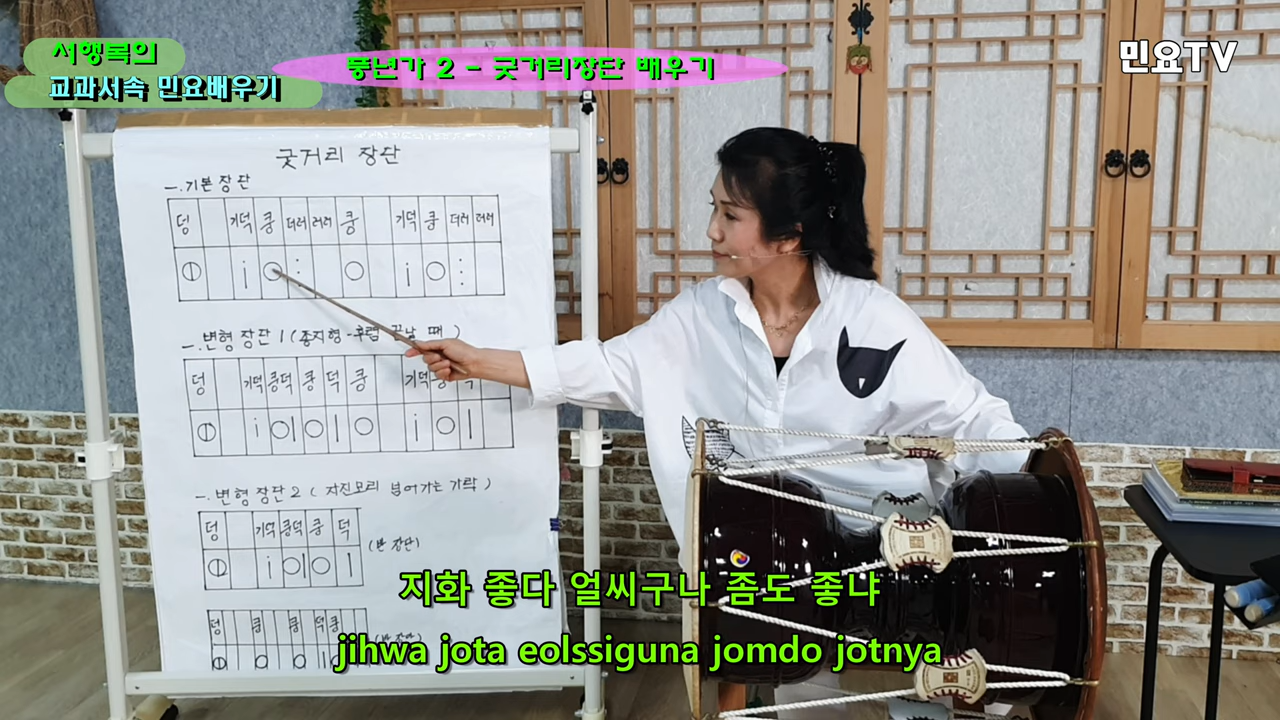 서행록의
교과서속 민요배우기
풍년가 2 - 굿거리장단 배우기
민요TV
굿거리 장단
一. 기본 장단
덩 기덕 쿵 더러 러러 쿵 기덕 쿵 더러 러러
一. 변형 장단 1 (종지형 - 후렴 끝날 때)
덩 기덕 쿵덕 쿵 덕 쿵 기덕 쿵 덕
一. 변형 장단 2 (자진모리 넘어가는 가락)
덩 기덕 쿵덕 쿵 덕
(반 장단)
덩 쿵 쿵 덕쿵
(반 장단)
지화 좋다 얼씨구나 좀도 좋냐
jihwa jota eolssiguna jomdo jotnya